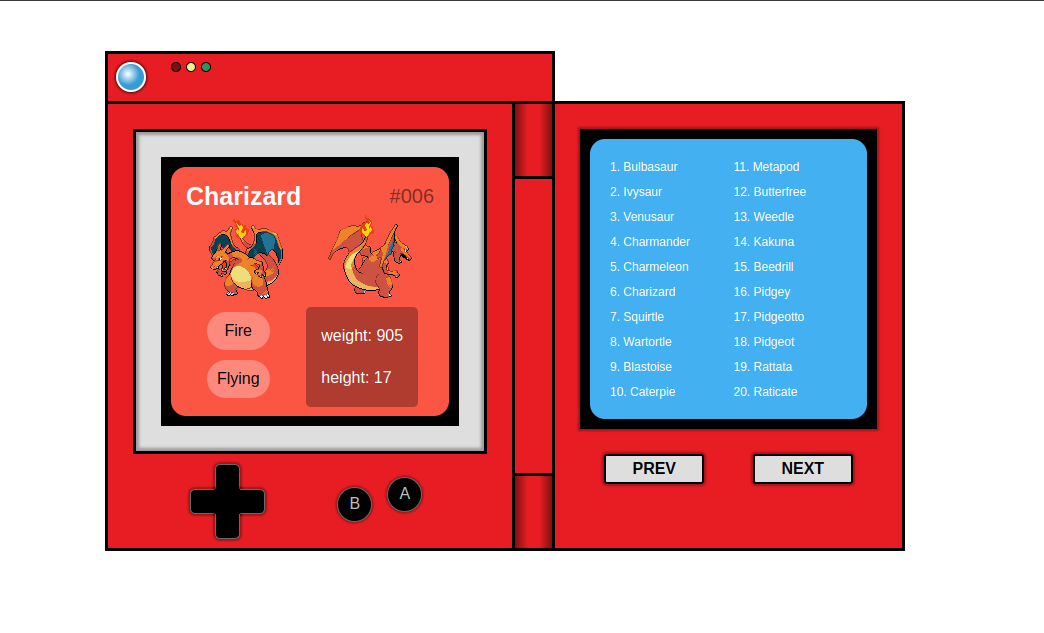 Charizard #006
Fire
Flying
weight: 905
height: 17
B
A
1. Bulbasaur
2. Ivysaur
3. Venusaur
4. Charmander
5. Charmeleon
6. Charizard
7. Squirtle
8. Wartortle
9. Blastoise
10. Caterpie
11. Metapod
12. Butterfree
13. Weedle
14. Kakuna
15. Beedrill
16. Pidgey
17. Pidgeotto
18. Pidgeot
19. Rattata
20. Raticate
PREV
NEXT